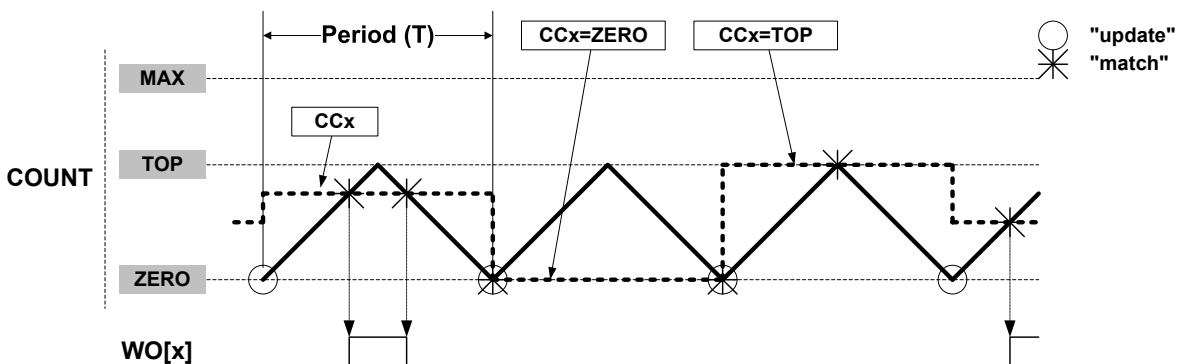 Period (T)
CCx=ZERO
CCx=TOP
"update"
"match"
MAX
CCx
TOP
COUNT
ZERO
WO[x]